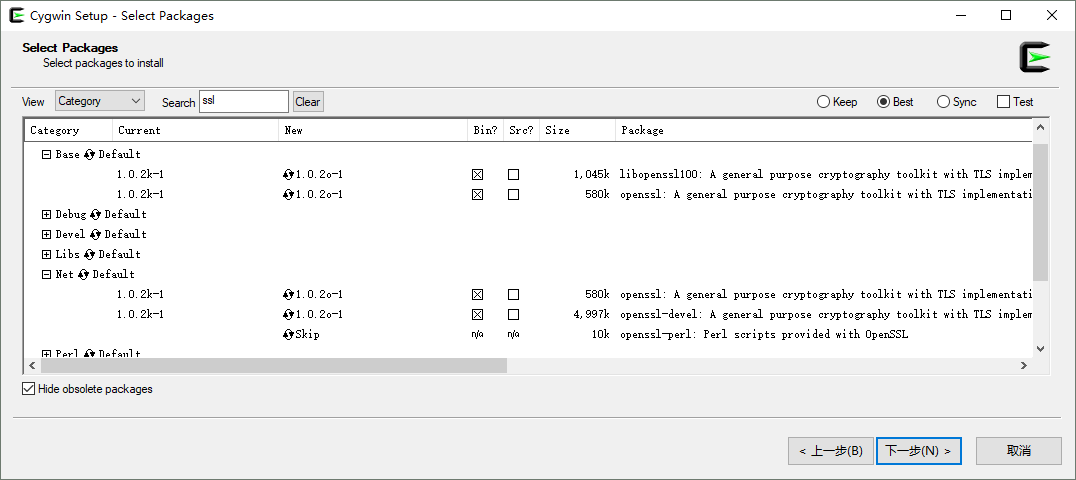 Cygwin Setup - Select Packages
Select Packages
Select packages to install
View Category Search ssl Clear Keep Best Sync Test
Category Current New Bin? Src? Size Package
Base Default
1.0.2k-1 1.0.2o-1 1,045k libopenssl100: A general purpose cryptography toolkit with TLS implem
1.0.2k-1 1.0.2o-1 580k openssl: A general purpose cryptography toolkit with TLS implementati
Debug Default
Devel Default
Libs Default
Net Default
1.0.2k-1 1.0.2o-1 580k openssl: A general purpose cryptography toolkit with TLS implementati
1.0.2k-1 1.0.2o-1 4,997k openssl-devel: A general purpose cryptography toolkit with TLS implem
Skip n/a n/a 10k openssl-perl: Perl scripts provided with OpenSSL
Perl Default
Hide obsolete packages
< 上一步(B) 下一步(N) > 取消